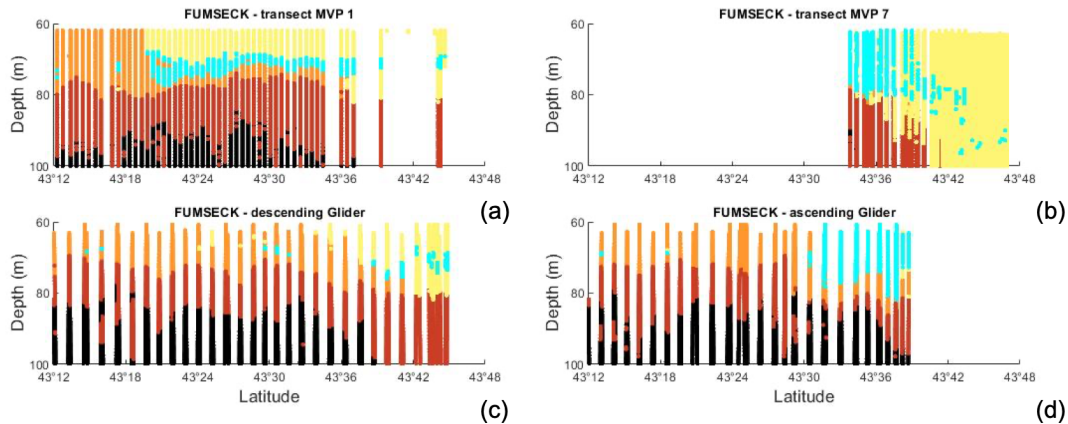 FUMSECK - transect MVP 1
60
80
100
Depth (m)
43°12 43°18 43°24 43°30 43°36 43°42 43°48
(a)
FUMSECK - transect MVP 7
60
80
100
Depth (m)
43°12 43°18 43°24 43°30 43°36 43°42 43°48
(b)
FUMSECK - descending Glider
60
80
100
Depth (m)
43°12 43°18 43°24 43°30 43°36 43°42 43°48
Latitude
(c)
FUMSECK - ascending Glider
60
80
100
Depth (m)
43°12 43°18 43°24 43°30 43°36 43°42 43°48
Latitude
(d)